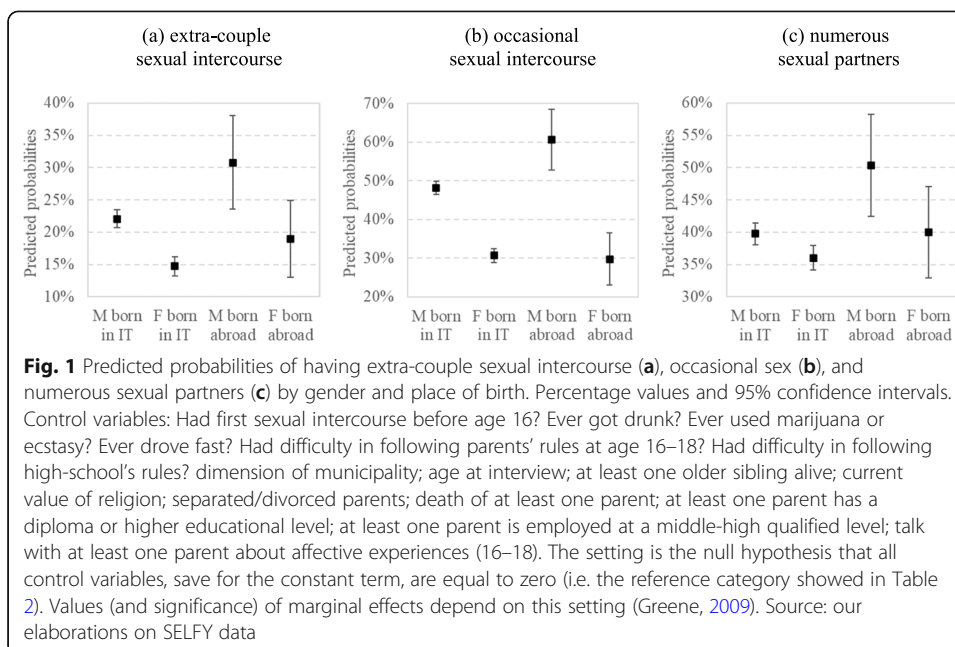 (a) extra-couple
sexual intercourse
(b) occasional
sexual intercourse
(c) numerous
sexual partners
Predicted probabilities
40%
35%
30%
25%
20%
15%
10%
M born
in IT
F born
in IT
M born
abroad
F born
abroad
Predicted probabilities
70%
60%
50%
40%
30%
20%
M born
in IT
F born
in IT
M born
abroad
F born
abroad
Predicted probabilities
60%
55%
50%
45%
40%
35%
30%
M born
in IT
F born
in IT
M born
abroad
F born
abroad
Fig. 1 Predicted probabilities of having extra-couple sexual intercourse (a), occasional sex (b), and
numerous sexual partners (c) by gender and place of birth. Percentage values and 95% confidence intervals.
Control variables: Had first sexual intercourse before age 16? Ever got drunk? Ever used marijuana or
ecstasy? Ever drove fast? Had difficulty in following parents' rules at age 16–18? Had difficulty in following
high-school's rules? dimension of municipality; age at interview; at least one older sibling alive; current
value of religion; separated/divorced parents; death of at least one parent; at least one parent has a
diploma or higher educational level; at least one parent is employed at a middle-high qualified level; talk
with at least one parent about affective experiences (16–18). The setting is the null hypothesis that all
control variables, save for the constant term, are equal to zero (i.e. the reference category showed in Table
2). Values (and significance) of marginal effects depend on this setting (Greene, 2009). Source: our
elaborations on SELFY data